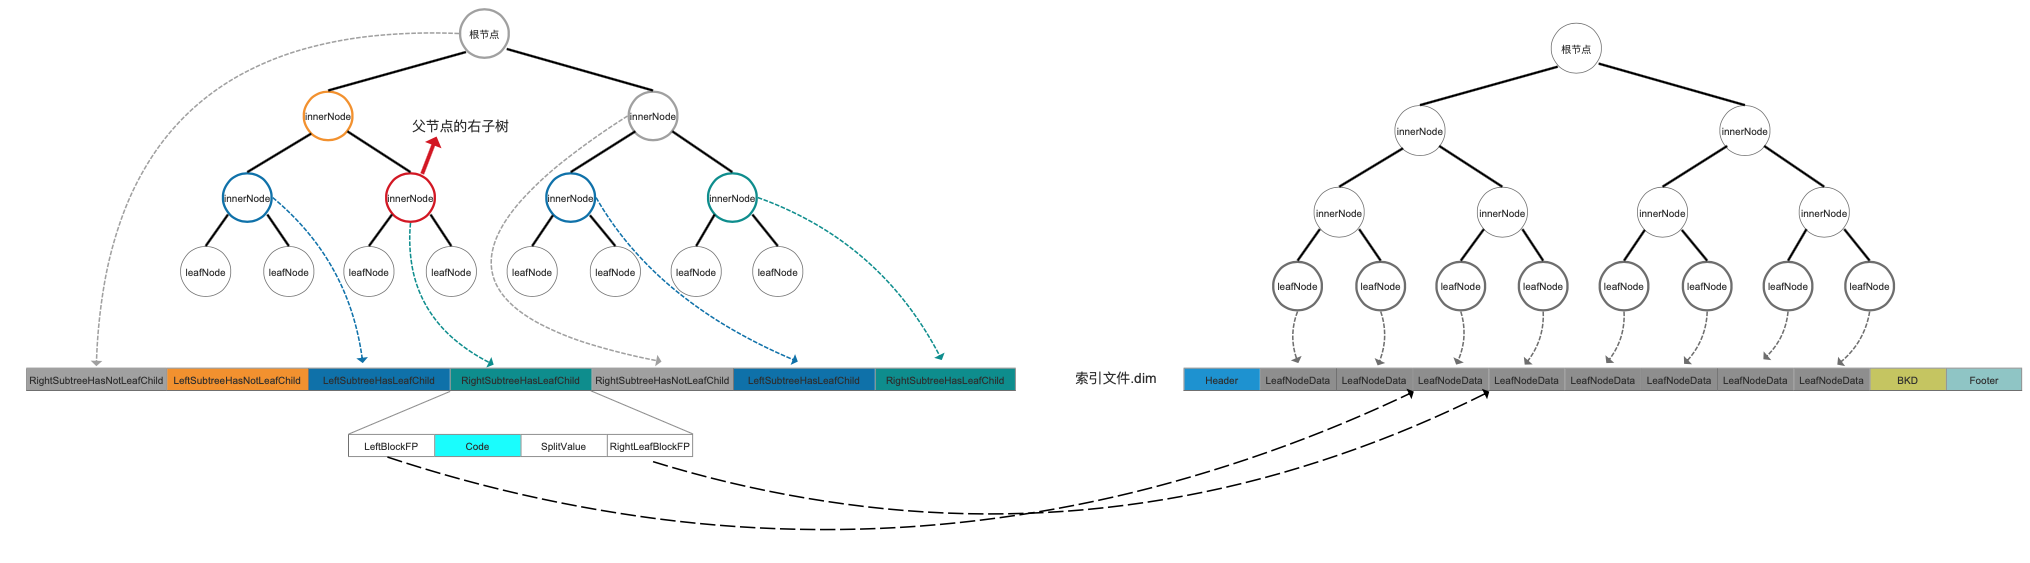 根节点
innerNode
innerNode
父节点的右子树
innerNode
innerNode
innerNode
innerNode
leafNode
leafNode
leafNode
leafNode
leafNode
leafNode
leafNode
leafNode
RightSubtreeHasNotLeafChild
LeftSubtreeHasNotLeafChild
LeftSubtreeHasLeafChild
RightSubtreeHasLeafChild
RightSubtreeHasNotLeafChild
LeftSubtreeHasLeafChild
RightSubtreeHasLeafChild
LeftBlockFP
Code
SplitValue
RightLeafBlockFP
根节点
innerNode
innerNode
innerNode
innerNode
innerNode
innerNode
leafNode
leafNode
leafNode
leafNode
leafNode
leafNode
leafNode
leafNode
索引文件.dim
Header
LeafNodeData
LeafNodeData
LeafNodeData
LeafNodeData
LeafNodeData
LeafNodeData
LeafNodeData
LeafNodeData
BKD
Footer